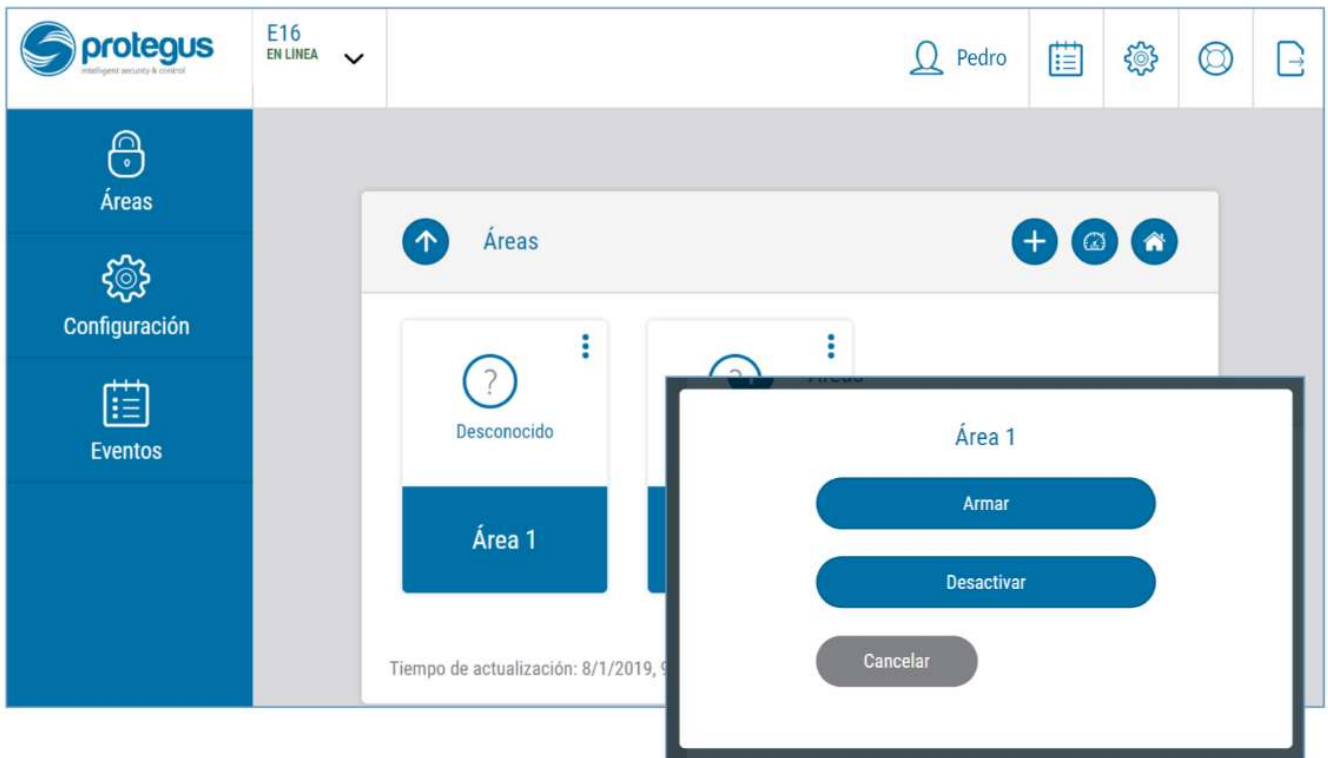 protegus
intelligent security & control
E16
EN LÍNEA
Pedro
Áreas
Configuración
Eventos
Áreas
?
Desconocido
Área 1
Tiempo de actualización: 8/1/2019, 9
Área 1
Armar
Desactivar
Cancelar